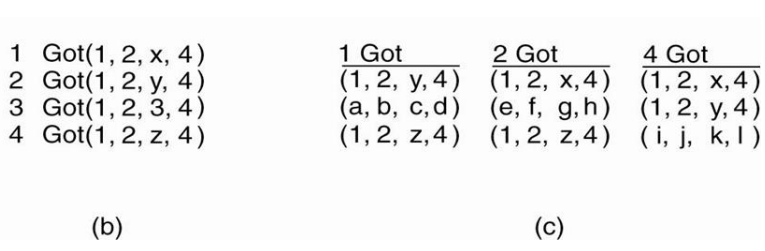 1 Got(1, 2, x, 4)
2 Got(1, 2, y, 4)
3 Got(1, 2, 3, 4)
4 Got(1, 2, z, 4)
(b)
1 Got 2 Got 4 Got
(1, 2, y,4) (1, 2, x,4) (1, 2, x,4)
(a, b, c,d) (e, f, g,h) (1, 2, y,4)
(1, 2, z,4) (1, 2, z,4) ( i, j, k, l )
(c)